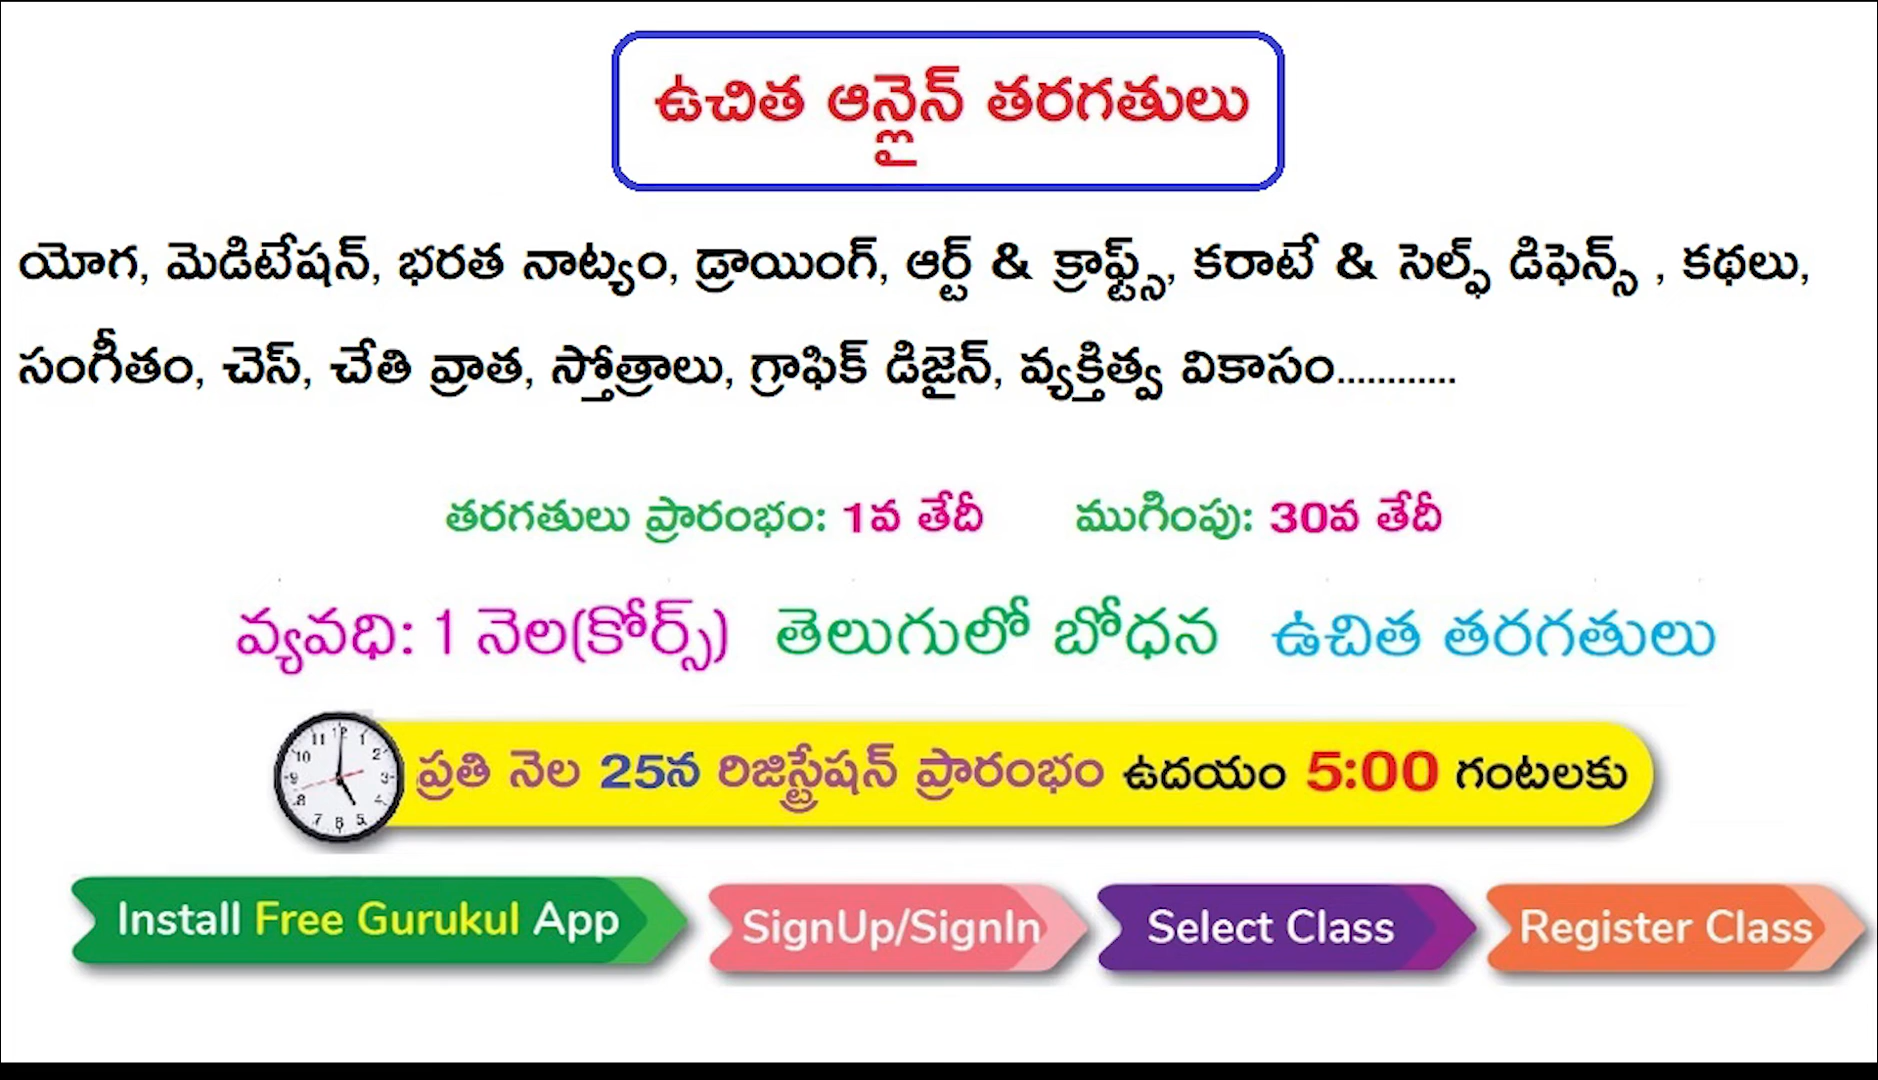 ఉచిత ఆన్లైన్ తరగతులు
యోగ, మెడిటేషన్, భరత నాట్యం, డ్రాయింగ్, ఆర్ట్ & క్రాఫ్ట్స్, కరాటే & సెల్ఫ్ డిఫెన్స్ , కథలు,
సంగీతం, చెస్, చేతి వ్రాత, స్తోత్రాలు, గ్రాఫిక్ డిజైన్, వ్యక్తిత్వ వికాసం............
తరగతులు ప్రారంభం: 1వ తేదీ ముగింపు: 30వ తేదీ
వ్యవధి: 1 నెల(కోర్స్) తెలుగులో బోధన ఉచిత తరగతులు
ప్రతి నెల 25న రిజిస్ట్రేషన్ ప్రారంభం ఉదయం 5:00 గంటలకు
Install Free Gurukul App SignUp/SignIn Select Class Register Class